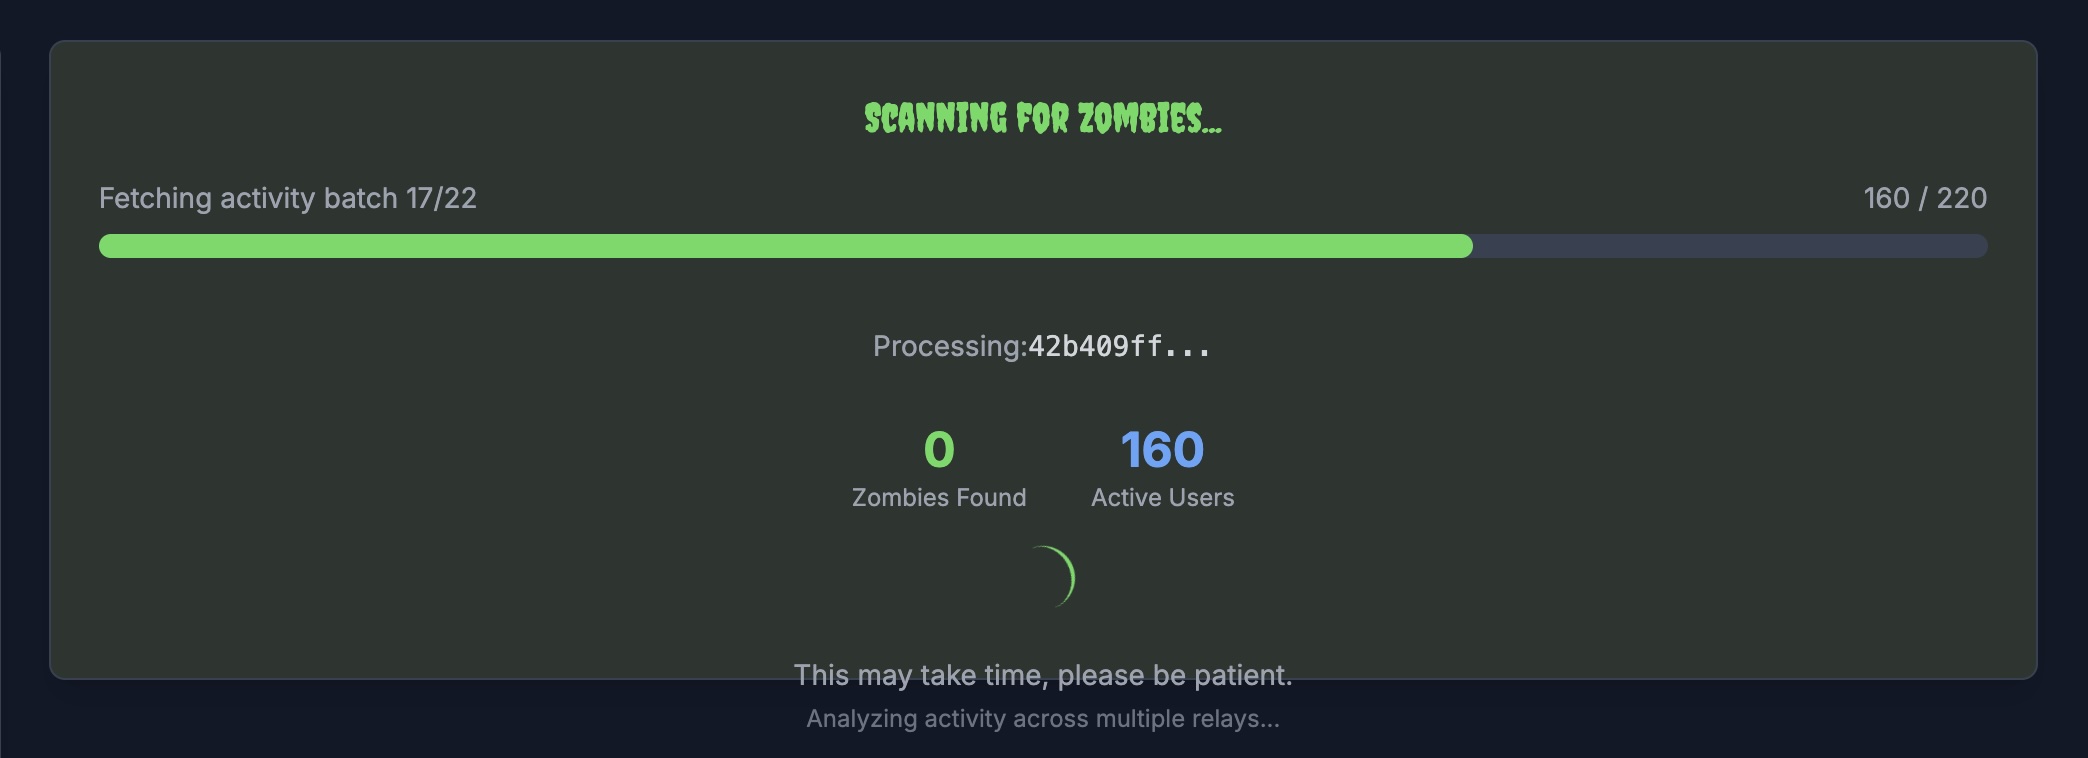 SCANNING FOR ZOMBIES...
Fetching activity batch 17/22 160 / 220
Processing:42b409ff...
0 160
Zombies Found Active Users
This may take time, please be patient.
Analyzing activity across multiple relays...